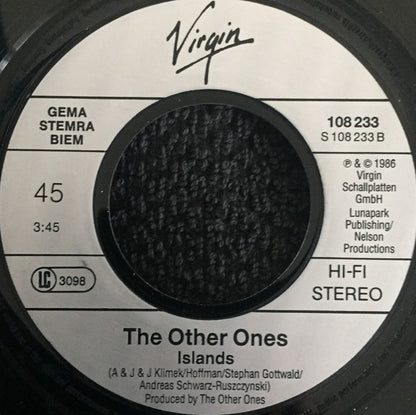 Virgin
GEMA
STEMRA
BIEM
108 233
S 108 233 B
45
3:45
℗ & © 1986
Virgin
Schallplatten
GmbH
Lunapark
Publishing/
Nelson
Productions
LC 3098
HI-FI
STEREO
The Other Ones
Islands
(A & J & J Klimek/Hoffman/Stephan Gottwald/
Andreas Schwarz-Ruszczynski)
Produced by The Other Ones